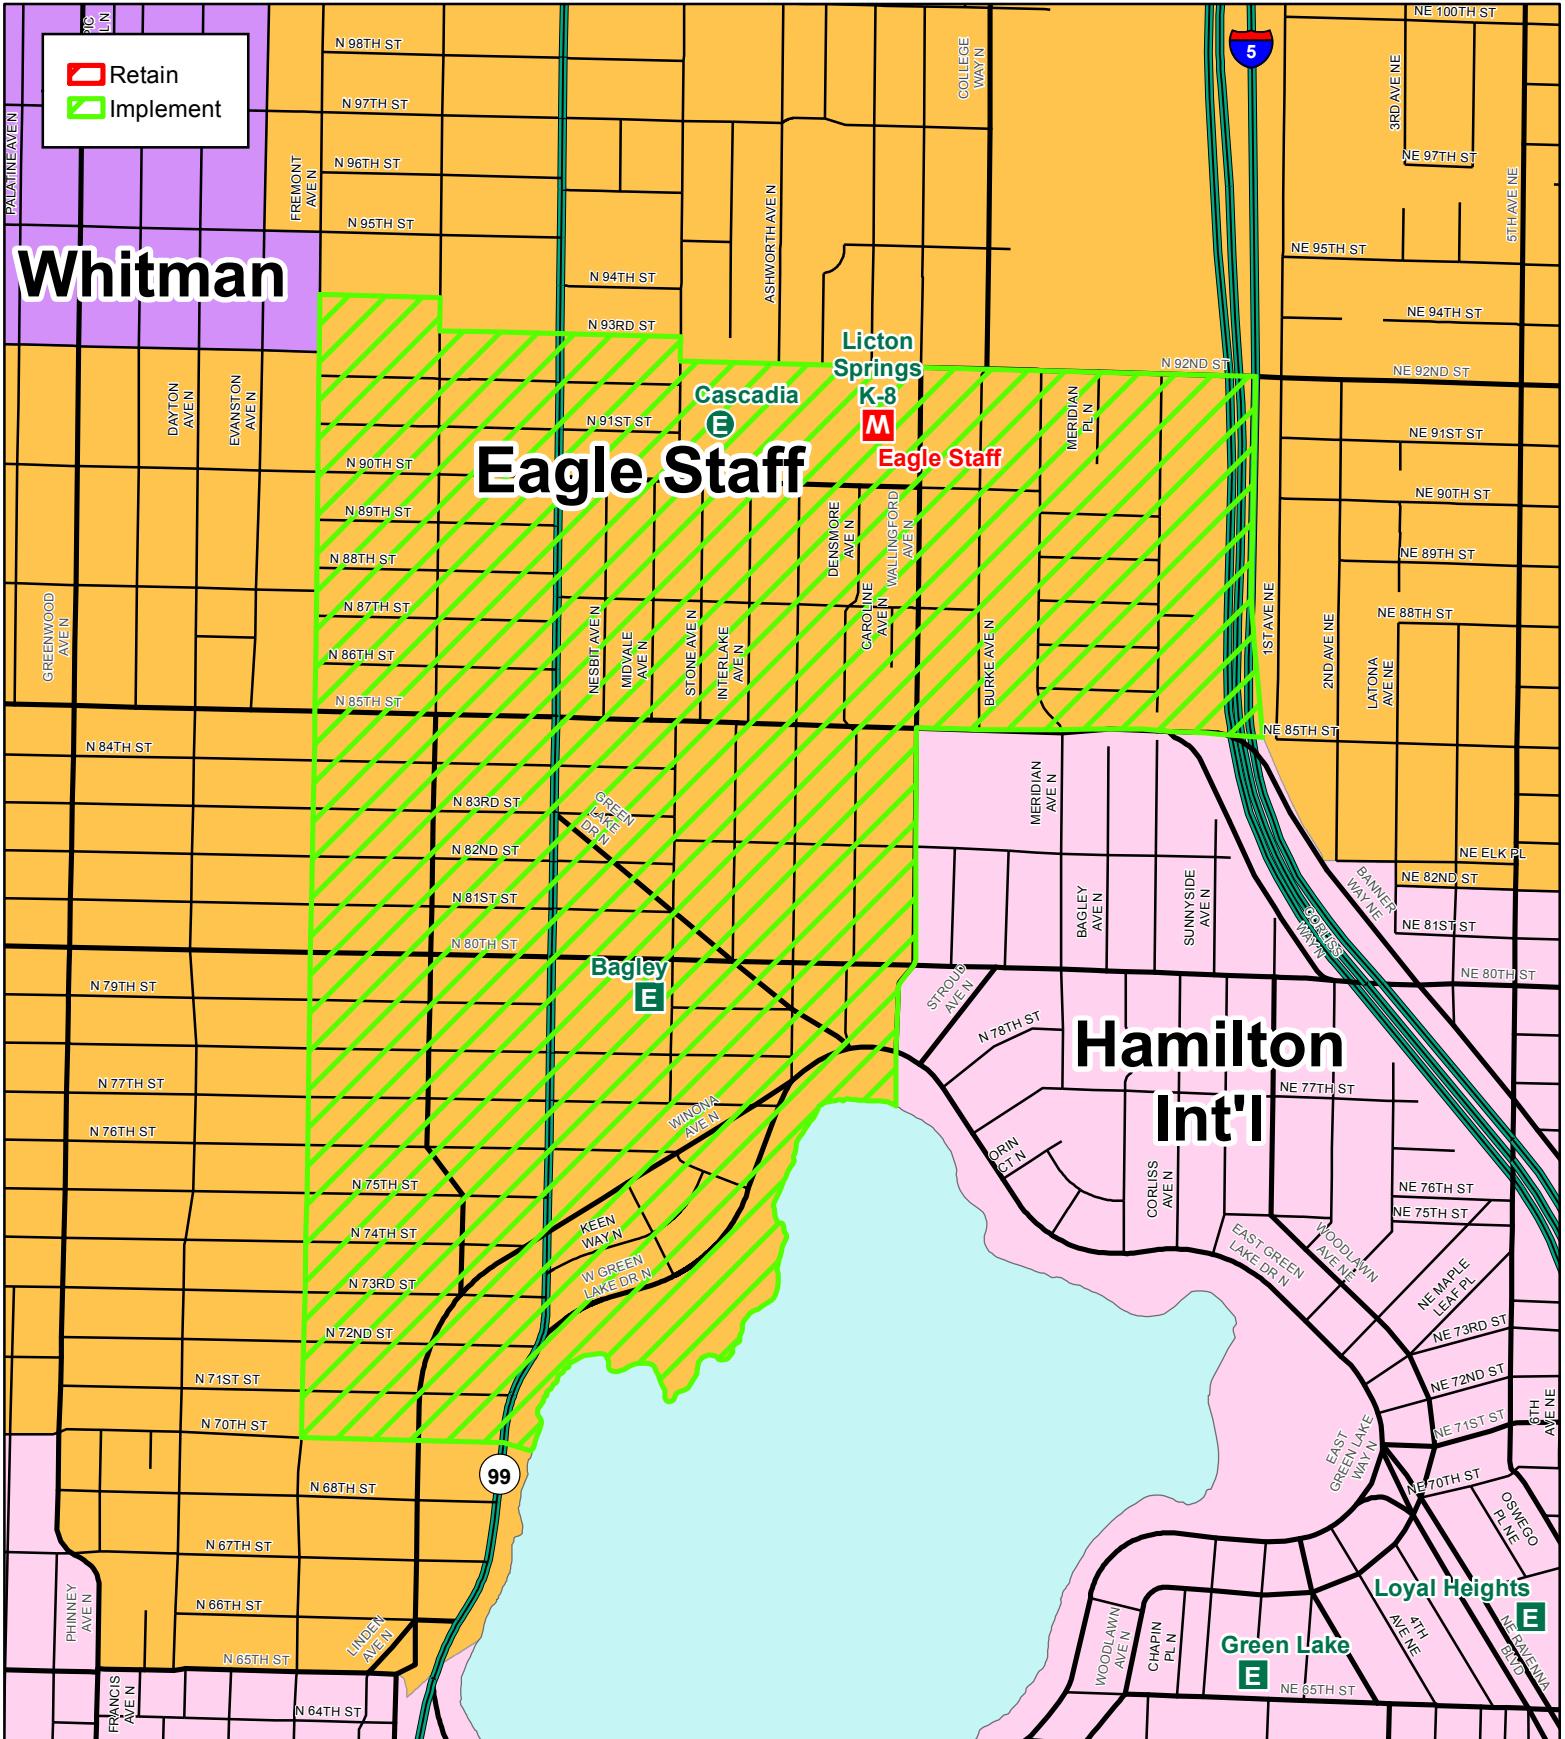 NE 100TH ST
PIC
L N
N 98TH ST
COLLEGE
WAY N
5
Retain
Implement
3RD AVE NE
N 97TH ST
PALATINE AVE N
N 96TH ST
NE 97TH ST
FREMONT
AVE N
ASHWORTH AVE N
5TH AVE NE
N 95TH ST
NE 95TH ST
Whitman
N 94TH ST
NE 94TH ST
N 93RD ST
Licton
Springs
K-8
N 92ND ST
NE 92ND ST
Cascadia
E
M
Eagle Staff
DAYTON
AVE N
EVANSTON
AVE N
N 91ST ST
MERIDIAN
PL N
NE 91ST ST
Eagle Staff
N 90TH ST
NE 90TH ST
N 89TH ST
DENSMORE
AVE N
WALLINGFORD
AVE N
NE 89TH ST
N 88TH ST
N 87TH ST
NE 88TH ST
GREENWOOD
AVE N
NESBIT AVE N
MIDVALE
AVE N
STONE AVE N
INTERLAKE
AVE N
CAROLINE
AVE N
BURKE AVE N
1ST AVE NE
2ND AVE NE
LATONA
AVE NE
N 86TH ST
N 85TH ST
NE 85TH ST
N 84TH ST
MERIDIAN
AVE N
N 83RD ST
GREEN
LAKE
DR N
N 82ND ST
NE ELK PL
NE 82ND ST
BANNER
WAY NE
N 81ST ST
BAGLEY
AVE N
SUNNYSIDE
AVE N
CORLISS
WAY N
NE 81ST ST
N 80TH ST
NE 80TH ST
Bagley
E
N 79TH ST
STROUD
AVE N
N 78TH ST
Hamilton
Int'l
N 77TH ST
NE 77TH ST
WINONA
AVE N
N 76TH ST
ORIN
CT N
CORLISS
AVE N
N 75TH ST
NE 76TH ST
NE 75TH ST
N 74TH ST
KEEN
WAY N
EAST GREEN
LAKE DR N
WOODLAWN
AVE NE
W GREEN
LAKE DR N
N 73RD ST
NE MAPLE
LEAF PL
N 72ND ST
NE 73RD ST
N 71ST ST
NE 72ND ST
N 70TH ST
NE 71ST ST
6TH
AVE NE
EAST
GREEN LAKE
WAY N
99
N 68TH ST
NE 70TH ST
OSWEGO
PL NE
N 67TH ST
PHINNEY
AVE N
N 66TH ST
LINDEN
AVE N
Loyal Heights
E
4TH
AVE NE
NE RAVENNA
BLVD
N 65TH ST
WOODLAWN
AVE N
CHAPIN
PL N
Green Lake
E
NE 65TH ST
FRANCIS
AVE N
N 64TH ST